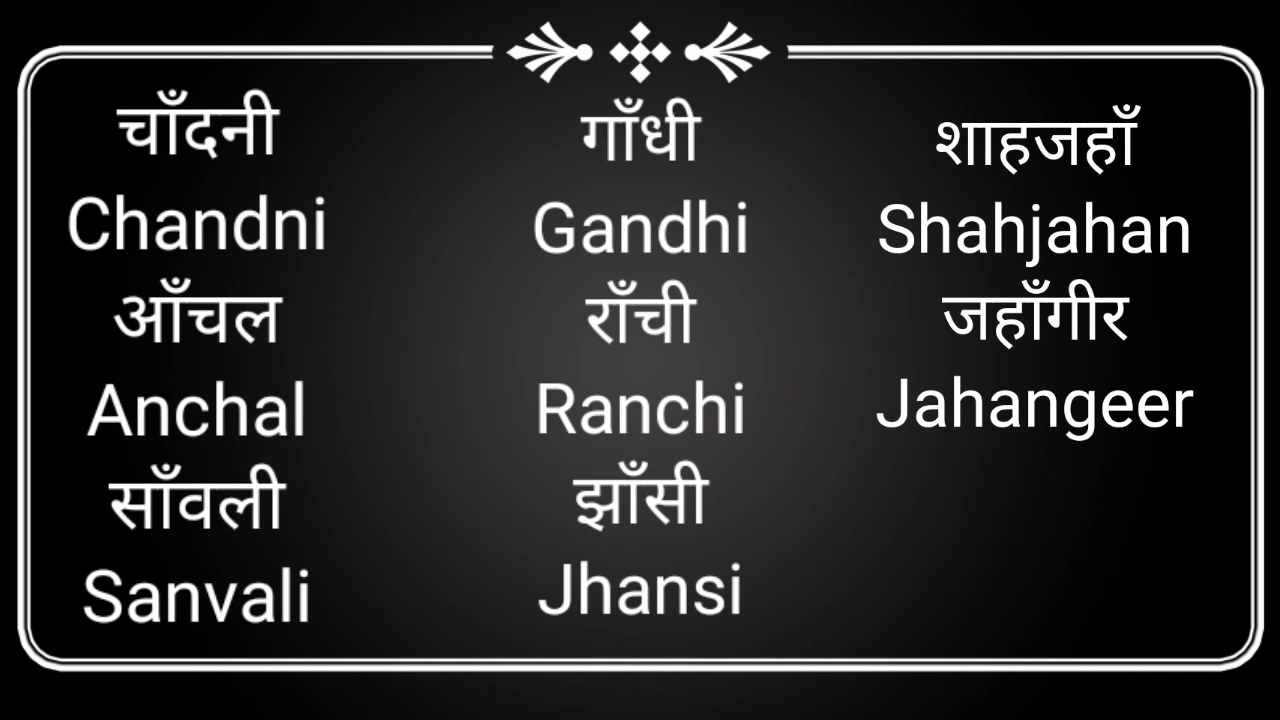 चाँदनी
Chandni
आँचल
Anchal
साँवली
Sanvali
गाँधी
Gandhi
राँची
Ranchi
झाँसी
Jhansi
शाहजहाँ
Shahjahan
जहाँगीर
Jahangeer